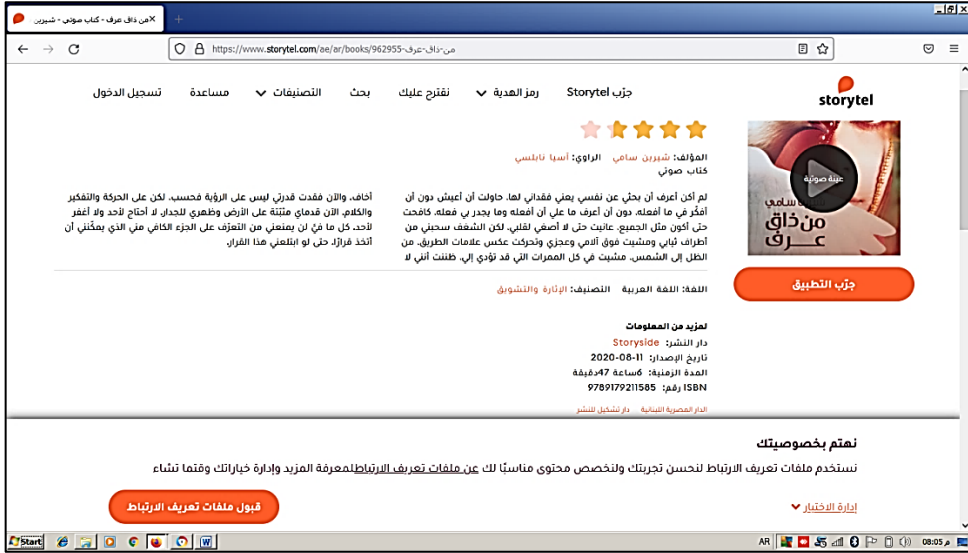 من ذاق عرف - كتاب صوتي - شيرين
https://www.storytel.com/ae/ar/books/962955-من-ذاق-عرف
storytel
جرّب Storytel
رمز الهدية
نقترح عليك
بحث
التصنيفات
مساعدة
تسجيل الدخول
المؤلف: شيرين سامي الراوي: آسيا نابلسي
كتاب صوتي
لم أكن أعرف أن بحثي عن نفسي يعني فقداني لها. حاولت أن أعيش دون أن
أفكّر في ما أفعله، دون أن أعرف ما علي أن أفعله وما يجدر بي فعله. كافحت
حتى أكون مثل الجميع. عانيت حتى لا أصغي لقلبي. لكن الشغف سحبني من
أطراف ثيابي ومشيت فوق آلامي وعجزي وتحركت عكس علامات الطريق، من
الظل إلى الشمس. مشيت في كل الممرات التي قد تؤدي إلي. ظننت أنني لا
أخاف، والآن فقدت قدرتي ليس على الرؤية فحسب، لكن على الحركة والتفكير
والكلام. الآن قدماي مثبّتة على الأرض وظهري للجدار، لا أحتاج لأحد ولا أغفر
لأحد. كل ما فيّ لن يمنعني من التعرّف على الجزء الكافي مني الذي يمكّنني أن
أتخذ قرارًا، حتى لو ابتلعني هذا القرار.
عينة صوتية
سامي
من ذاق
عرف
جرّب التطبيق
اللغة: اللغة العربية التصنيف: الإثارة والتشويق
لمزيد من المعلومات
دار النشر: Storyside
تاريخ الإصدار: 11-08-2020
المدة الزمنية: 6ساعة 47دقيقة
ISBN رقم: 9789179211585
الدار المصرية اللبنانية دار تشكيل للنشر
نهتم بخصوصيتك
نستخدم ملفات تعريف الارتباط لنحسن تجربتك ولنخصص محتوى مناسبًا لك عن ملفات تعريف الارتباطلمعرفة المزيد وإدارة خياراتك وقتما تشاء
إدارة الاختيار
قبول ملفات تعريف الارتباط
Start
AR
08:05 م